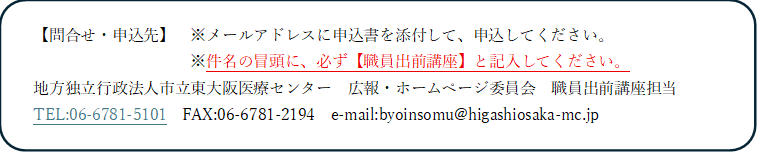 【問合せ・申込先】　※メールアドレスに申込書を添付して、申込してください。
※件名の冒頭に、必ず【職員出前講座】と記入してください。
地方独立行政法人市立東大阪医療センター　広報・ホームページ委員会　職員出前講座担当
TEL:06-6781-5101　FAX:06-6781-2194　e-mail:byoinsomu@higashiosaka-mc.jp